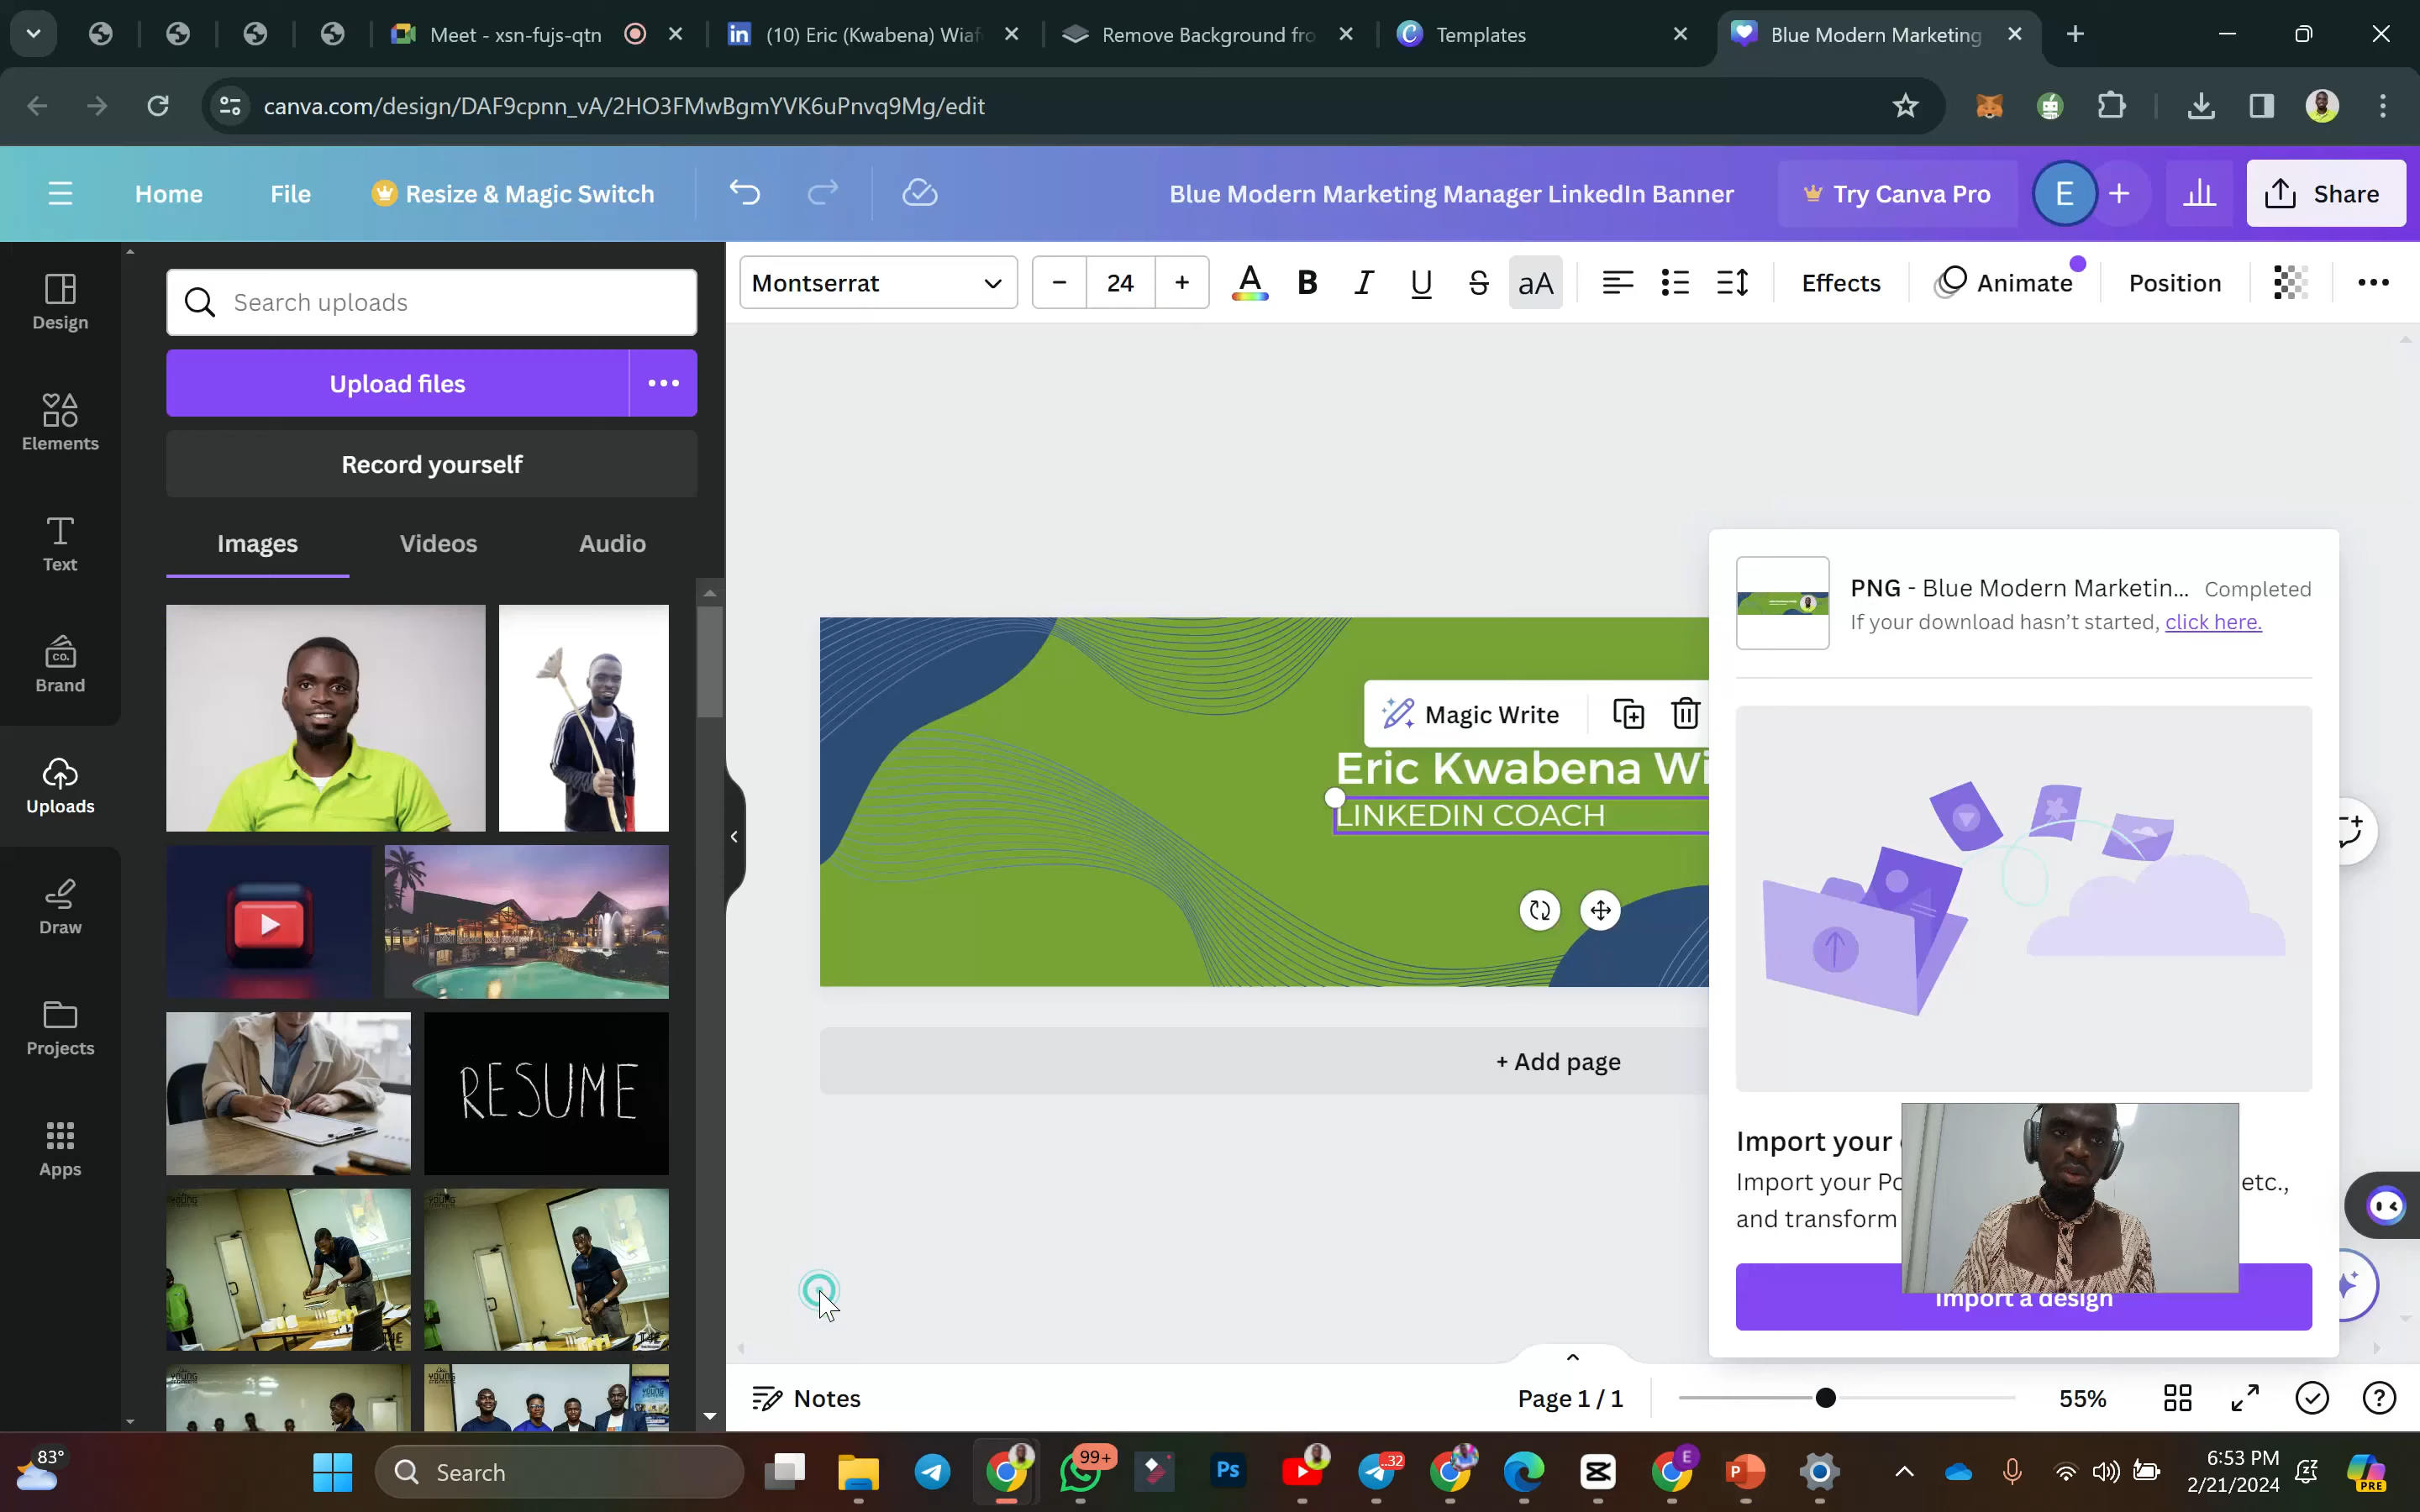 Meet - xsn-fujs-qtn
(10) Eric (Kwabena) Wiaf
Remove Background fro
Templates
Blue Modern Marketing
canva.com/design/DAF9cpnn_vA/2HO3FMwBgmYVK6uPnvq9Mg/edit
Home
File
Resize & Magic Switch
Blue Modern Marketing Manager LinkedIn Banner
Try Canva Pro
E
Share
Design
Elements
Text
CO.
Brand
Uploads
Draw
Projects
Apps
Search uploads
Upload files
Record yourself
Images
Videos
Audio
RESUME
Montserrat
24
A
B
I
U
S
aA
Effects
Animate
Position
Magic Write
Eric Kwabena Wi
LINKEDIN COACH
+ Add page
PNG - Blue Modern Marketin... Completed
If your download hasn't started, click here.
Import your
Import your Po
etc.,
and transform
Import a design
Notes
Page 1 / 1
55%
83°
Search
99+
Ps
..32
E
P
6:53 PM
2/21/2024
PRE